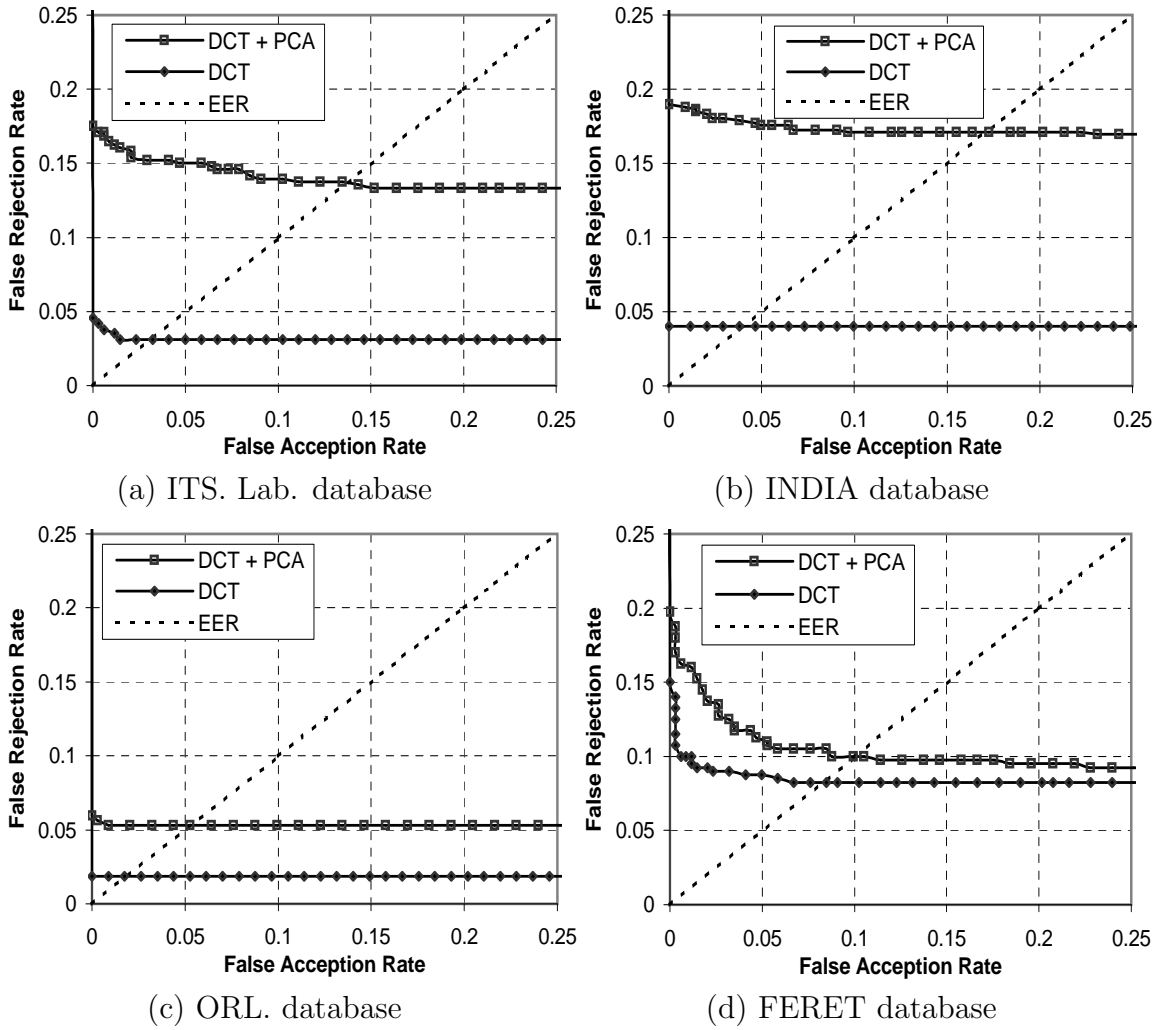 0.25
0.2
0.15
0.1
0.05
0
False Rejection Rate
DCT + PCA
DCT
EER
0 0.05 0.1 0.15 0.2 0.25
False Acception Rate
(a) ITS. Lab. database
0.25
0.2
0.15
0.1
0.05
0
False Rejection Rate
DCT + PCA
DCT
EER
0 0.05 0.1 0.15 0.2 0.25
False Acception Rate
(b) INDIA database
0.25
0.2
0.15
0.1
0.05
0
False Rejection Rate
DCT + PCA
DCT
EER
0 0.05 0.1 0.15 0.2 0.25
False Acception Rate
(c) ORL. database
0.25
0.2
0.15
0.1
0.05
0
False Rejection Rate
DCT + PCA
DCT
EER
0 0.05 0.1 0.15 0.2 0.25
False Acception Rate
(d) FERET database